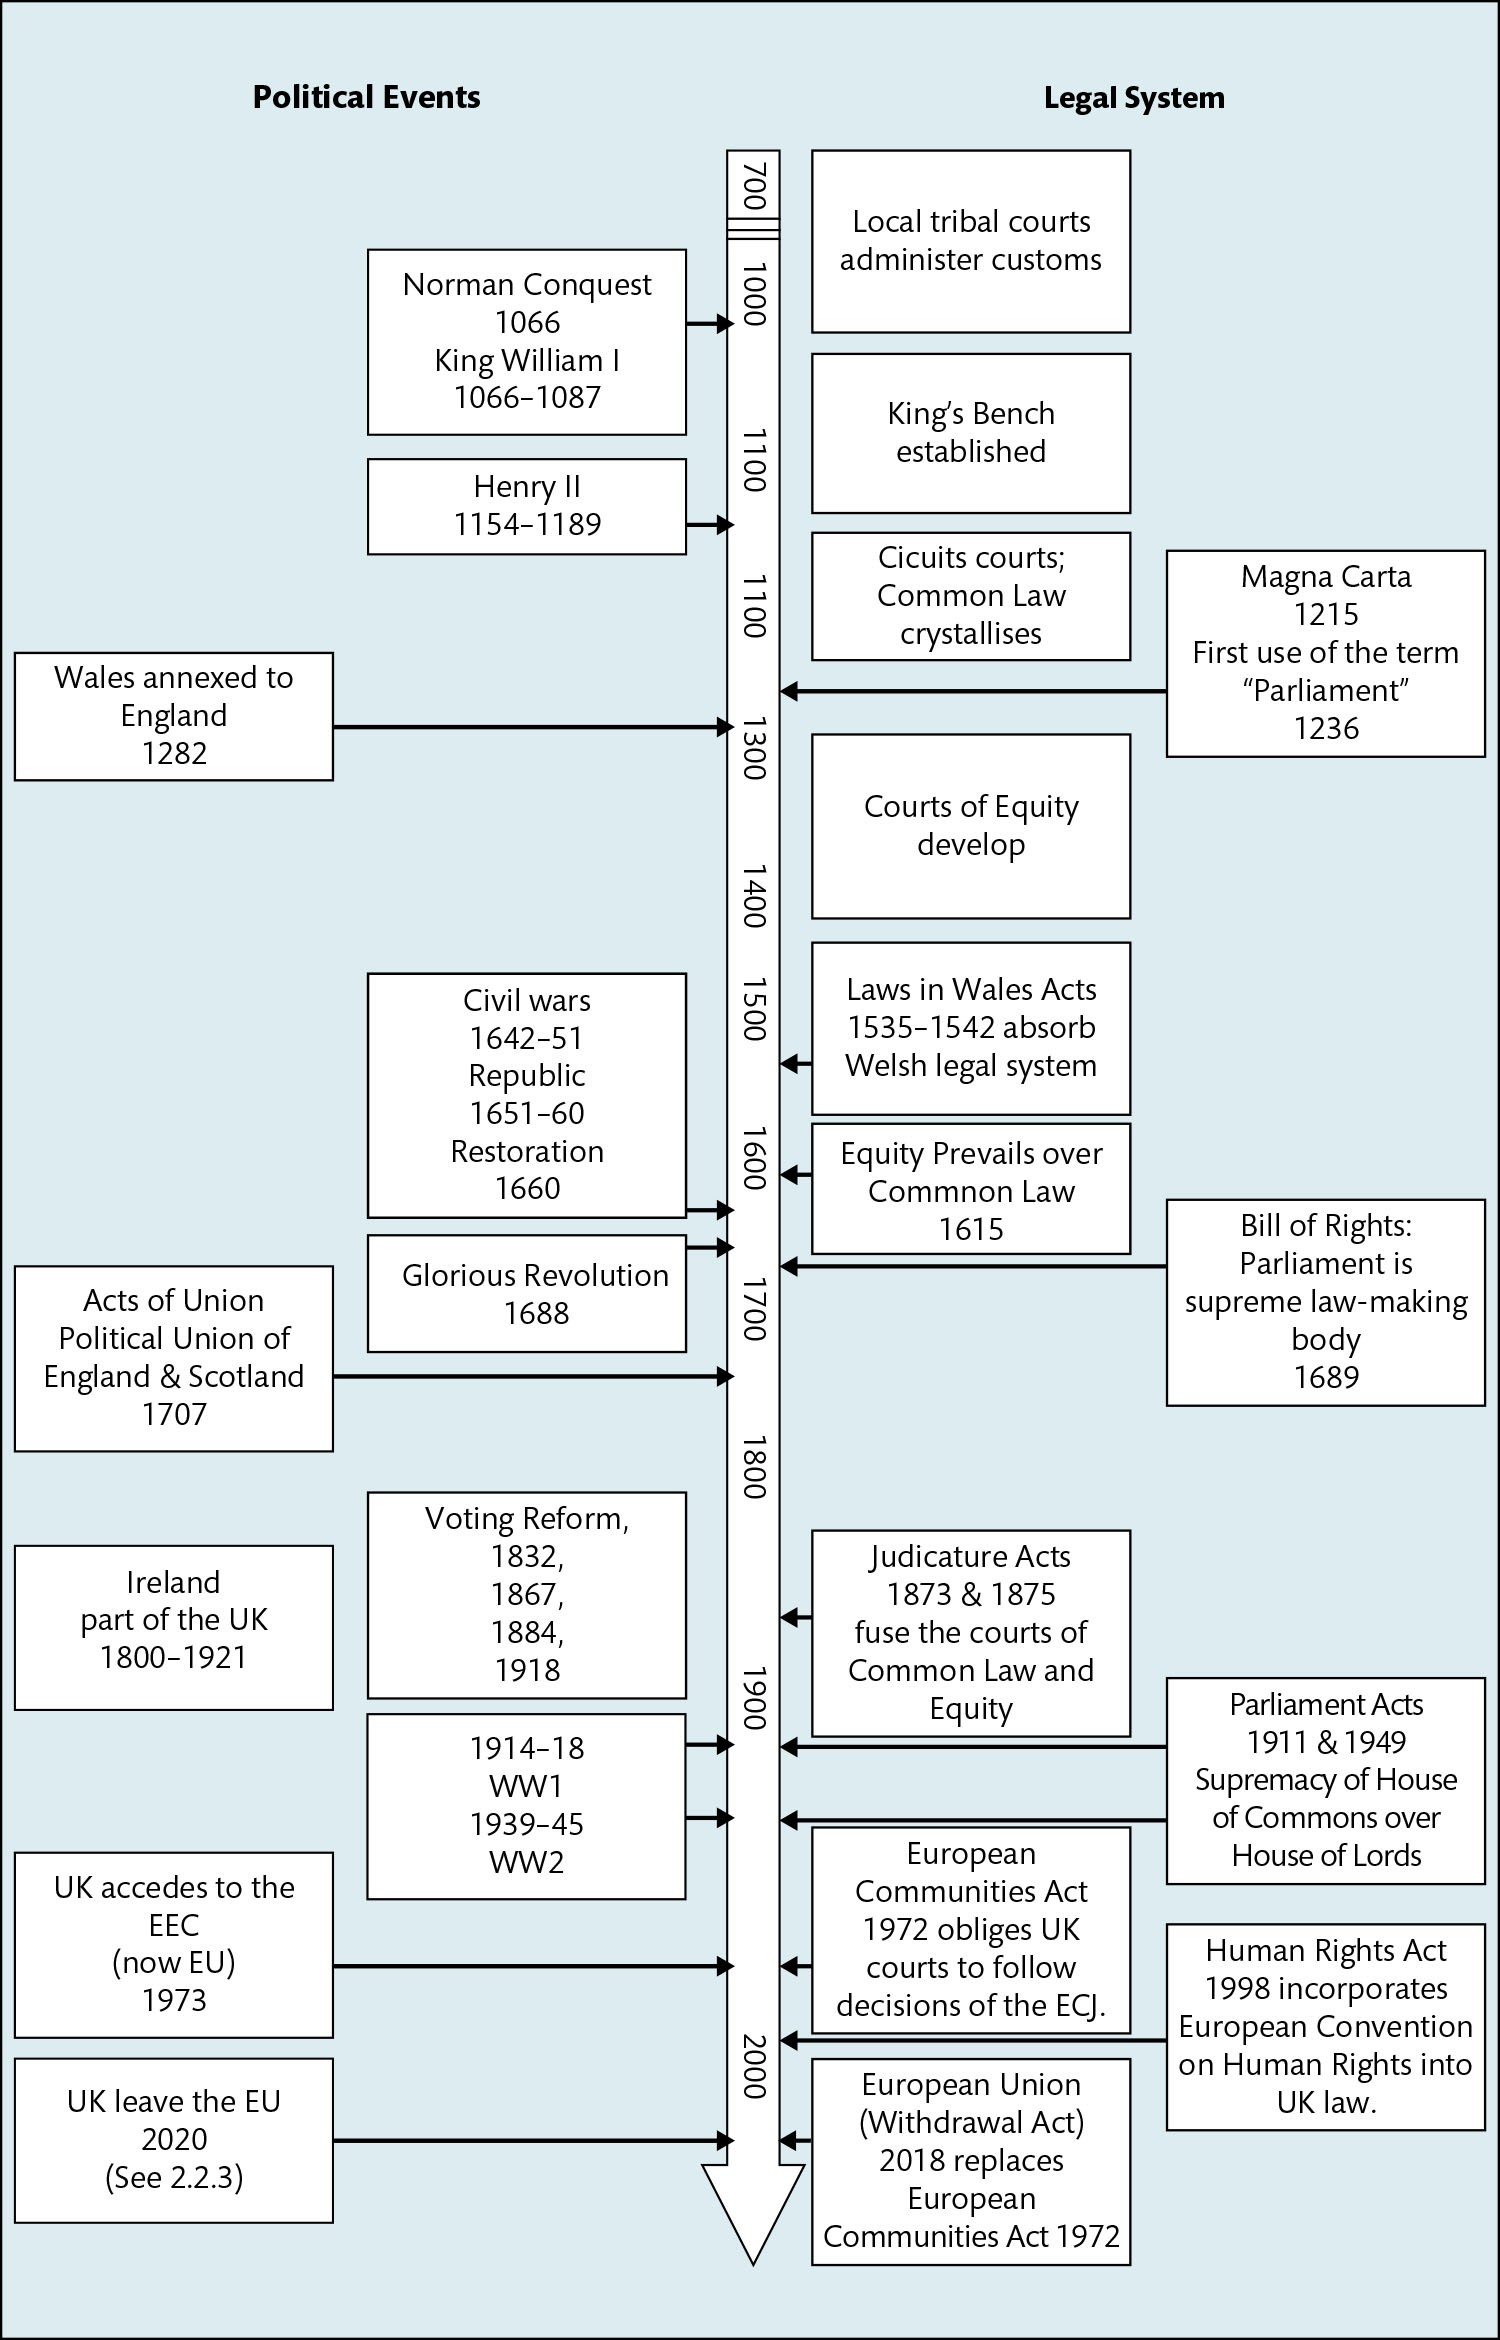 Political Events
Legal System
700
1000
1100
1100
1300
1400
1500
1600
1700
1800
1900
2000
Norman Conquest
1066
King William I
1066–1087
Henry II
1154–1189
Wales annexed to
England
1282
Civil wars
1642–51
Republic
1651–60
Restoration
1660
Glorious Revolution
1688
Acts of Union
Political Union of
England & Scotland
1707
Voting Reform,
1832,
1867,
1884,
1918
Ireland
part of the UK
1800–1921
1914–18
WW1
1939–45
WW2
UK accedes to the
EEC
(now EU)
1973
UK leave the EU
2020
(See 2.2.3)
Local tribal courts
administer customs
King’s Bench
established
Cicuits courts;
Common Law
crystallises
Magna Carta
1215
First use of the term
“Parliament”
1236
Courts of Equity
develop
Laws in Wales Acts
1535–1542 absorb
Welsh legal system
Equity Prevails over
Commnon Law
1615
Bill of Rights:
Parliament is
supreme law-making
body
1689
Judicature Acts
1873 & 1875
fuse the courts of
Common Law and
Equity
Parliament Acts
1911 & 1949
Supremacy of House
of Commons over
House of Lords
European
Communities Act
1972 obliges UK
courts to follow
decisions of the ECJ.
Human Rights Act
1998 incorporates
European Convention
on Human Rights into
UK law.
European Union
(Withdrawal Act)
2018 replaces
European
Communities Act 1972